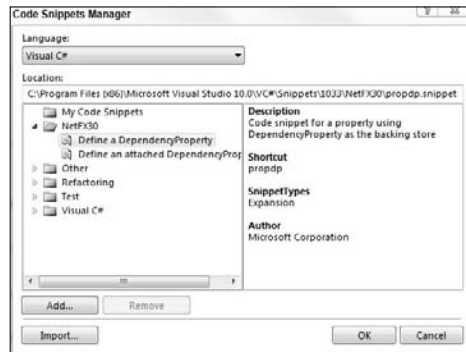 Code Snippets Manager
Language:
Visual C#
Location:
C:\Program Files (x86)\Microsoft Visual Studio 10.0\VC#\Snippets\1033\NetFX30\propdp.snippet
My Code Snippets
NetFX30
Define a DependencyProperty
Define an attached DependencyProp
Other
Refactoring
Test
Visual C#
Description
Code snippet for a property using
DependencyProperty as the backing store
Shortcut
propdp
SnippetTypes
Expansion
Author
Microsoft Corporation
Add...
Remove
Import...
OK
Cancel